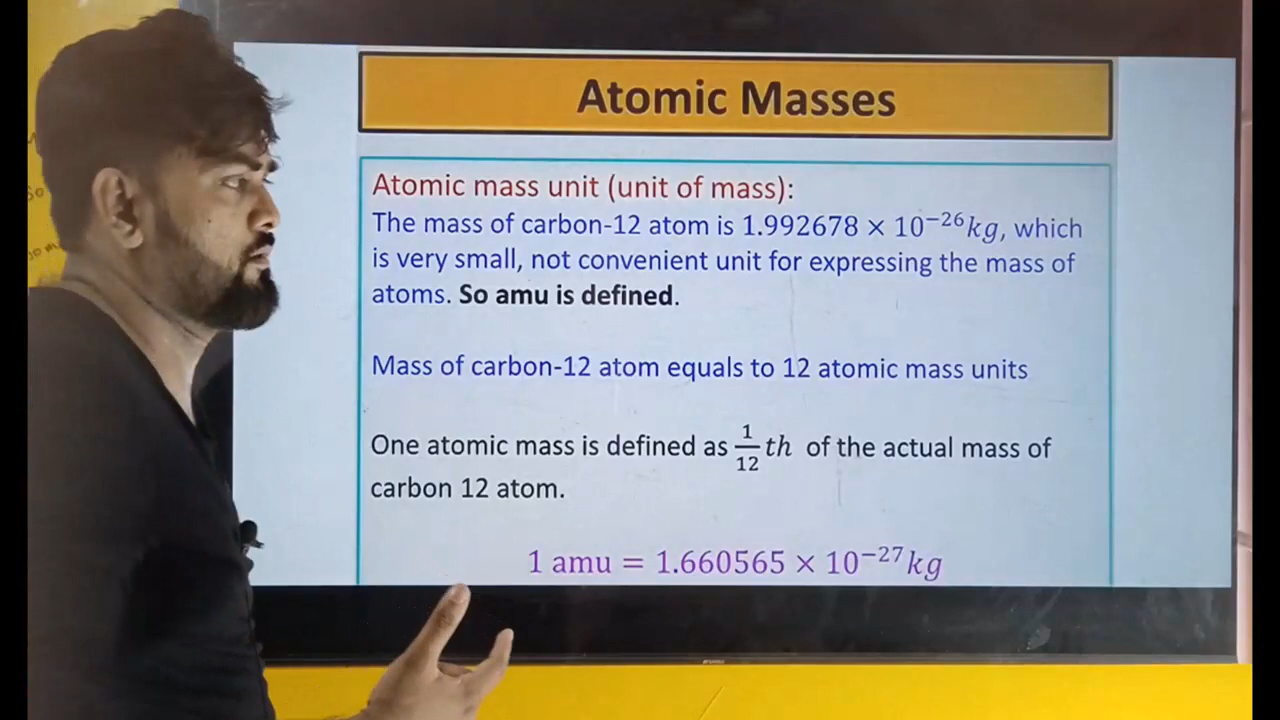 Atomic Masses
Atomic mass unit (unit of mass):
The mass of carbon-12 atom is 1.992678 × 10⁻²⁶kg, which
is very small, not convenient unit for expressing the mass of
atoms. So amu is defined.
Mass of carbon-12 atom equals to 12 atomic mass units
One atomic mass is defined as 1/12 th of the actual mass of
carbon 12 atom.
1 amu = 1.660565 × 10⁻²⁷kg